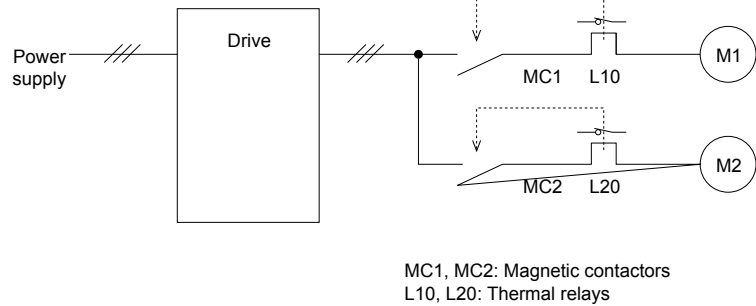 Power
supply
Drive
MC1
L10
M1
MC2
L20
M2
MC1, MC2: Magnetic contactors
L10, L20: Thermal relays